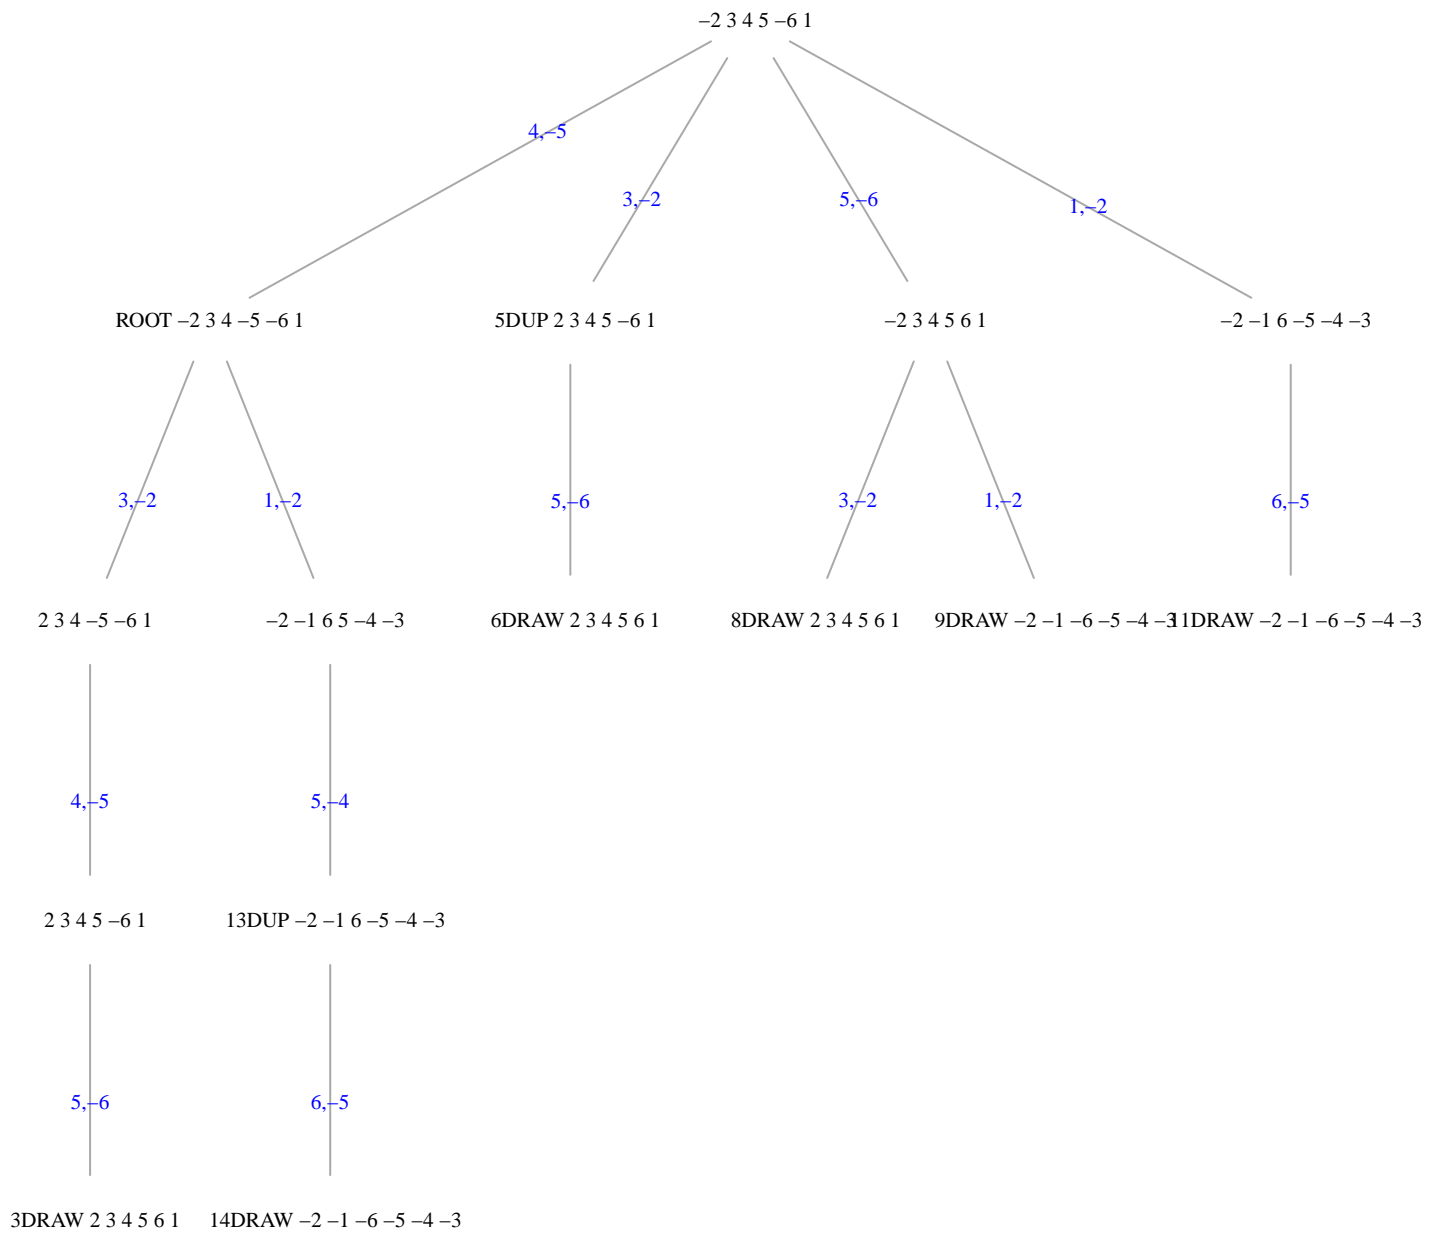 –2 3 4 5 –6 1
4,–5
3,–2
5,–6
1,–2
ROOT –2 3 4 –5 –6 1
5DUP 2 3 4 5 –6 1
–2 3 4 5 6 1
–2 –1 6 –5 –4 –3
3,–2
1,–2
5,–6
3,–2
1,–2
6,–5
2 3 4 –5 –6 1
–2 –1 6 5 –4 –3
6DRAW 2 3 4 5 6 1
8DRAW 2 3 4 5 6 1
9DRAW –2 –1 –6 –5 –4 –3
11DRAW –2 –1 –6 –5 –4 –3
4,–5
5,–4
2 3 4 5 –6 1
13DUP –2 –1 6 –5 –4 –3
5,–6
6,–5
3DRAW 2 3 4 5 6 1
14DRAW –2 –1 –6 –5 –4 –3